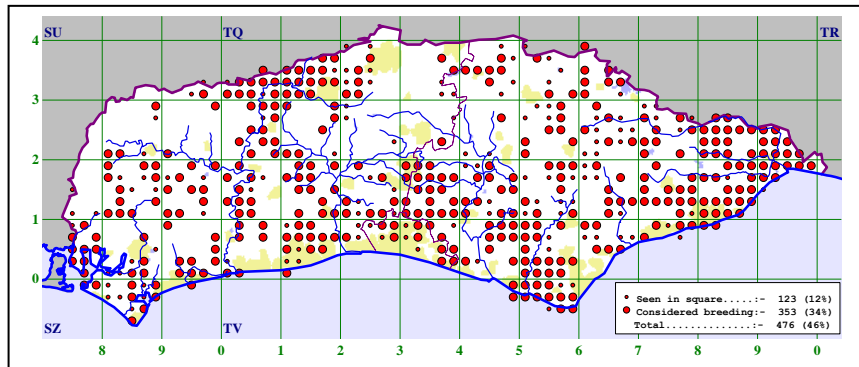 SU TQ TR
4
3
2
1
0
Seen in square.....:- 123 (12%)
Considered breeding:- 353 (34%)
Total..............:- 476 (46%)
SZ TV
8 9 0 1 2 3 4 5 6 7 8 9 0